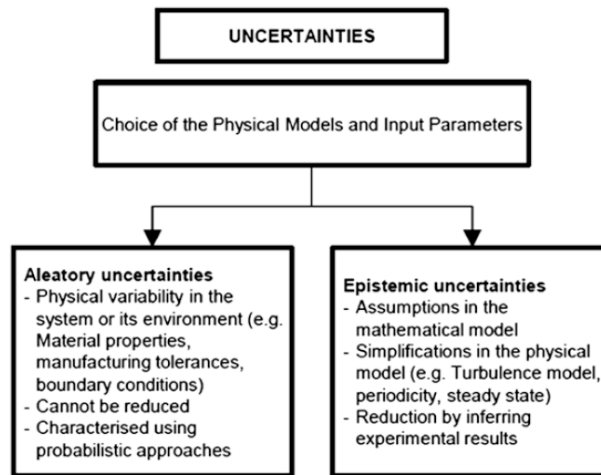 UNCERTAINTIES
Choice of the Physical Models and Input Parameters
Aleatory uncertainties
- Physical variability in the
system or its environment (e.g.
Material properties,
manufacturing tolerances,
boundary conditions)
- Cannot be reduced
- Characterised using
probabilistic approaches
Epistemic uncertainties
- Assumptions in the
mathematical model
- Simplifications in the physical
model (e.g. Turbulence model,
periodicity, steady state)
- Reduction by inferring
experimental results